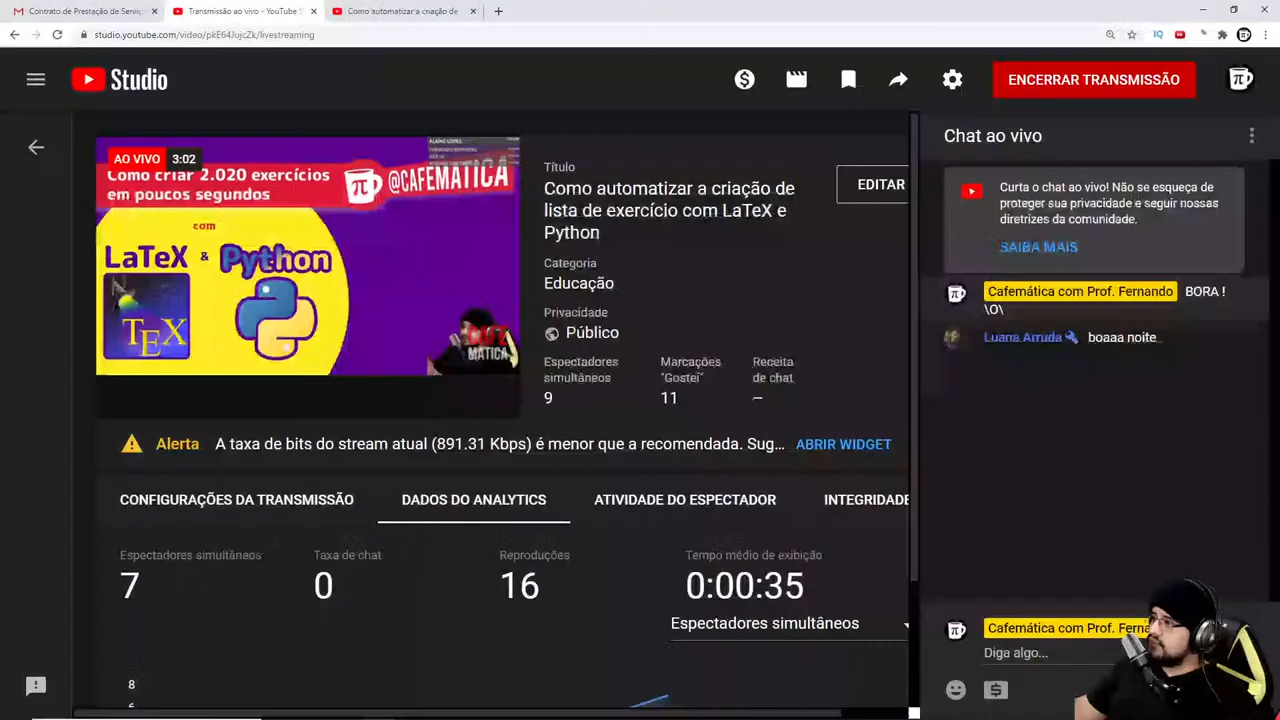 Contrato de Prestação de Serviç
Transmissão ao vivo - YouTube S
Como automatizar a criação de
studio.youtube.com/video/pkE64JujcZk/livestreaming
Studio
ENCERRAR TRANSMISSÃO
AO VIVO 3:02
Como criar 2.020 exercícios
em poucos segundos
@CAFEMATICA
com
LaTeX & Python
TEX
CAFE
MATICA
Título
Como automatizar a criação de
lista de exercício com LaTeX e
Python
EDITAR
Categoria
Educação
Privacidade
Público
Espectadores
simultâneos
9
Marcações
"Gostei"
11
Receita
de chat
–
Alerta A taxa de bits do stream atual (891.31 Kbps) é menor que a recomendada. Sug... ABRIR WIDGET
CONFIGURAÇÕES DA TRANSMISSÃO
DADOS DO ANALYTICS
ATIVIDADE DO ESPECTADOR
INTEGRIDADE
Espectadores simultâneos
7
Taxa de chat
0
Reproduções
16
Tempo médio de exibição
0:00:35
Espectadores simultâneos
8
Chat ao vivo
Curta o chat ao vivo! Não se esqueça de
proteger sua privacidade e seguir nossas
diretrizes da comunidade.
SAIBA MAIS
Cafemática com Prof. Fernando BORA !
\O\
Luana Arruda boaaa noite
Cafemática com Prof. Ferna
Diga algo...